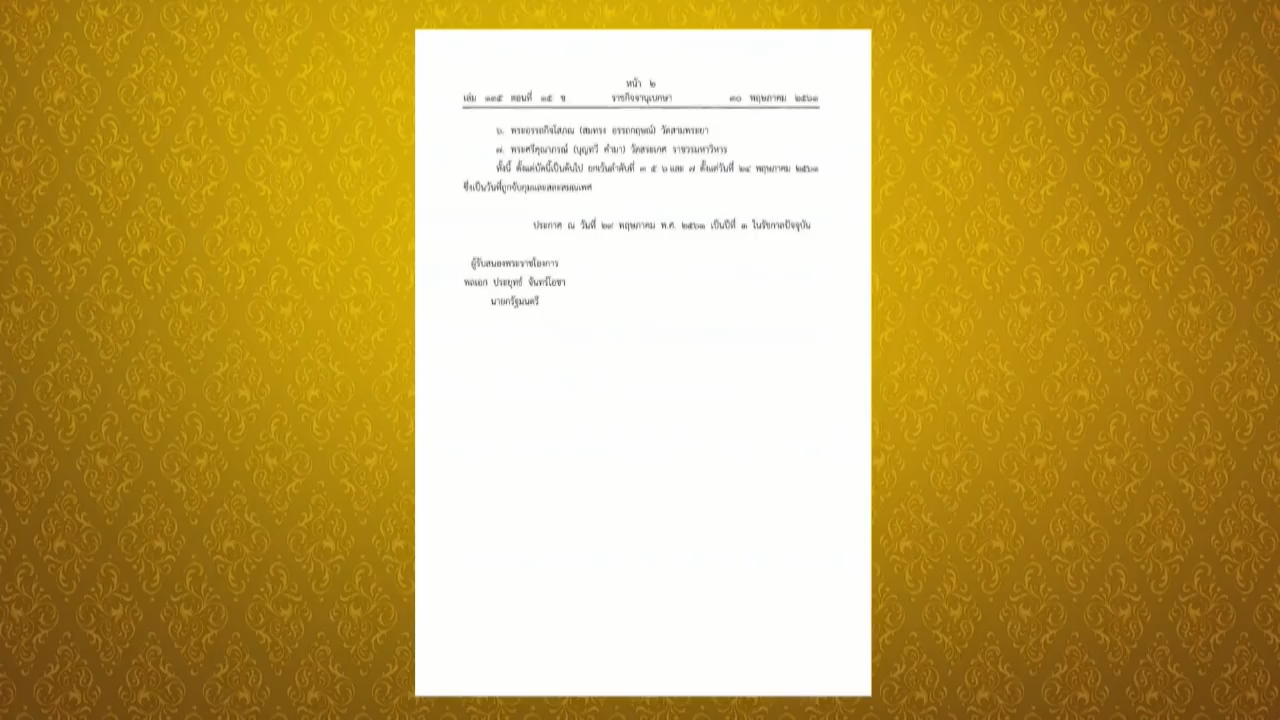 หน้า ๒
เล่ม ๑๓๕ ตอนที่ ๑๕ ข ราชกิจจานุเบกษา ๓๐ พฤษภาคม ๒๕๖๑
๖. พระอรรถกิจโสภณ (สมทรง อรรถกฤษณ์) วัดสามพระยา
๗. พระศรีคุณาภรณ์ (บุญทวี คำมา) วัดสระเกศ ราชวรมหาวิหาร
ทั้งนี้ ตั้งแต่บัดนี้เป็นต้นไป ยกเว้นลำดับที่ ๓ ๕ ๖ และ ๗ ตั้งแต่วันที่ ๒๔ พฤษภาคม ๒๕๖๑
ซึ่งเป็นวันที่ถูกจับกุมและสละสมณเพศ
ประกาศ ณ วันที่ ๒๙ พฤษภาคม พ.ศ. ๒๕๖๑ เป็นปีที่ ๓ ในรัชกาลปัจจุบัน
ผู้รับสนองพระราชโองการ
พลเอก ประยุทธ์ จันทร์โอชา
นายกรัฐมนตรี